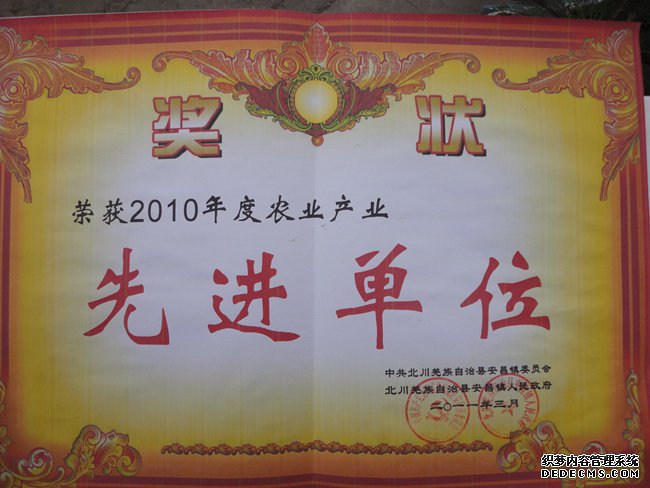 奖状
荣获2010年度农业产业
先进单位
中共北川羌族自治县安昌镇委员会
北川羌族自治县安昌镇人民政府
二〇一一年三月
织梦内容管理系统
DEDECMS.COM